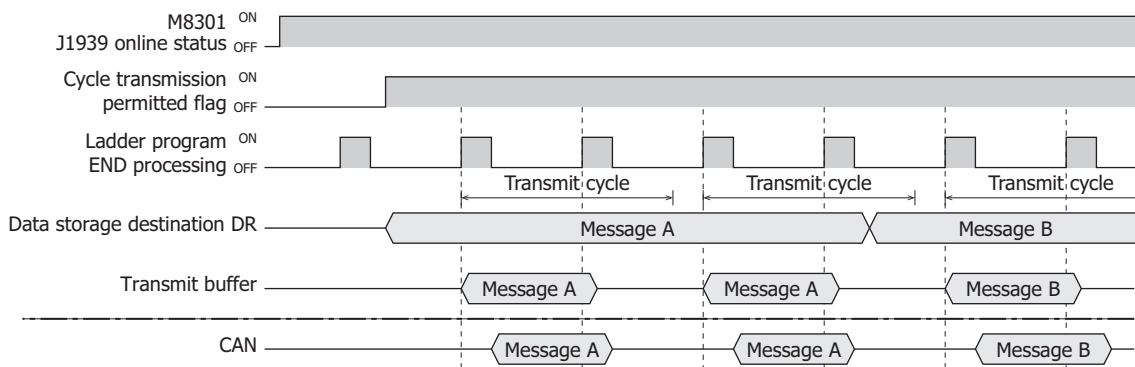 M8301 ON
J1939 online status OFF
Cycle transmission ON
permitted flag OFF
Ladder program ON
END processing OFF
Transmit cycle Transmit cycle Transmit cycle
Data storage destination DR Message A Message B
Transmit buffer Message A Message A Message B
CAN Message A Message A Message B